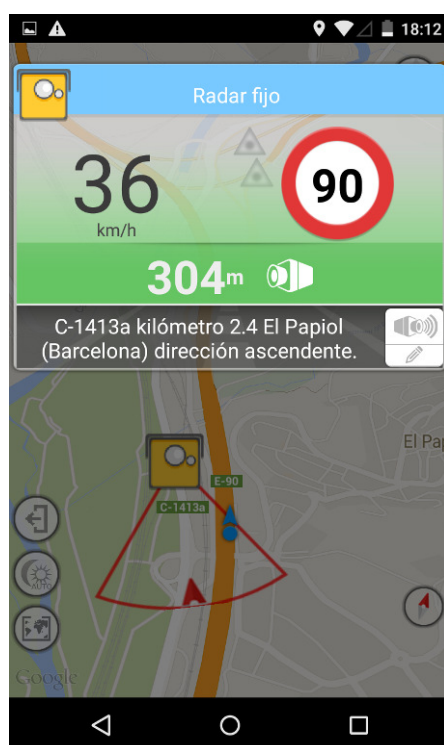 18:12
Radar fijo
36
km/h
90
304m
C-1413a kilómetro 2.4 El Papiol
(Barcelona) dirección ascendente.
El Pap
E-90
C-1413a
AUTO
Google